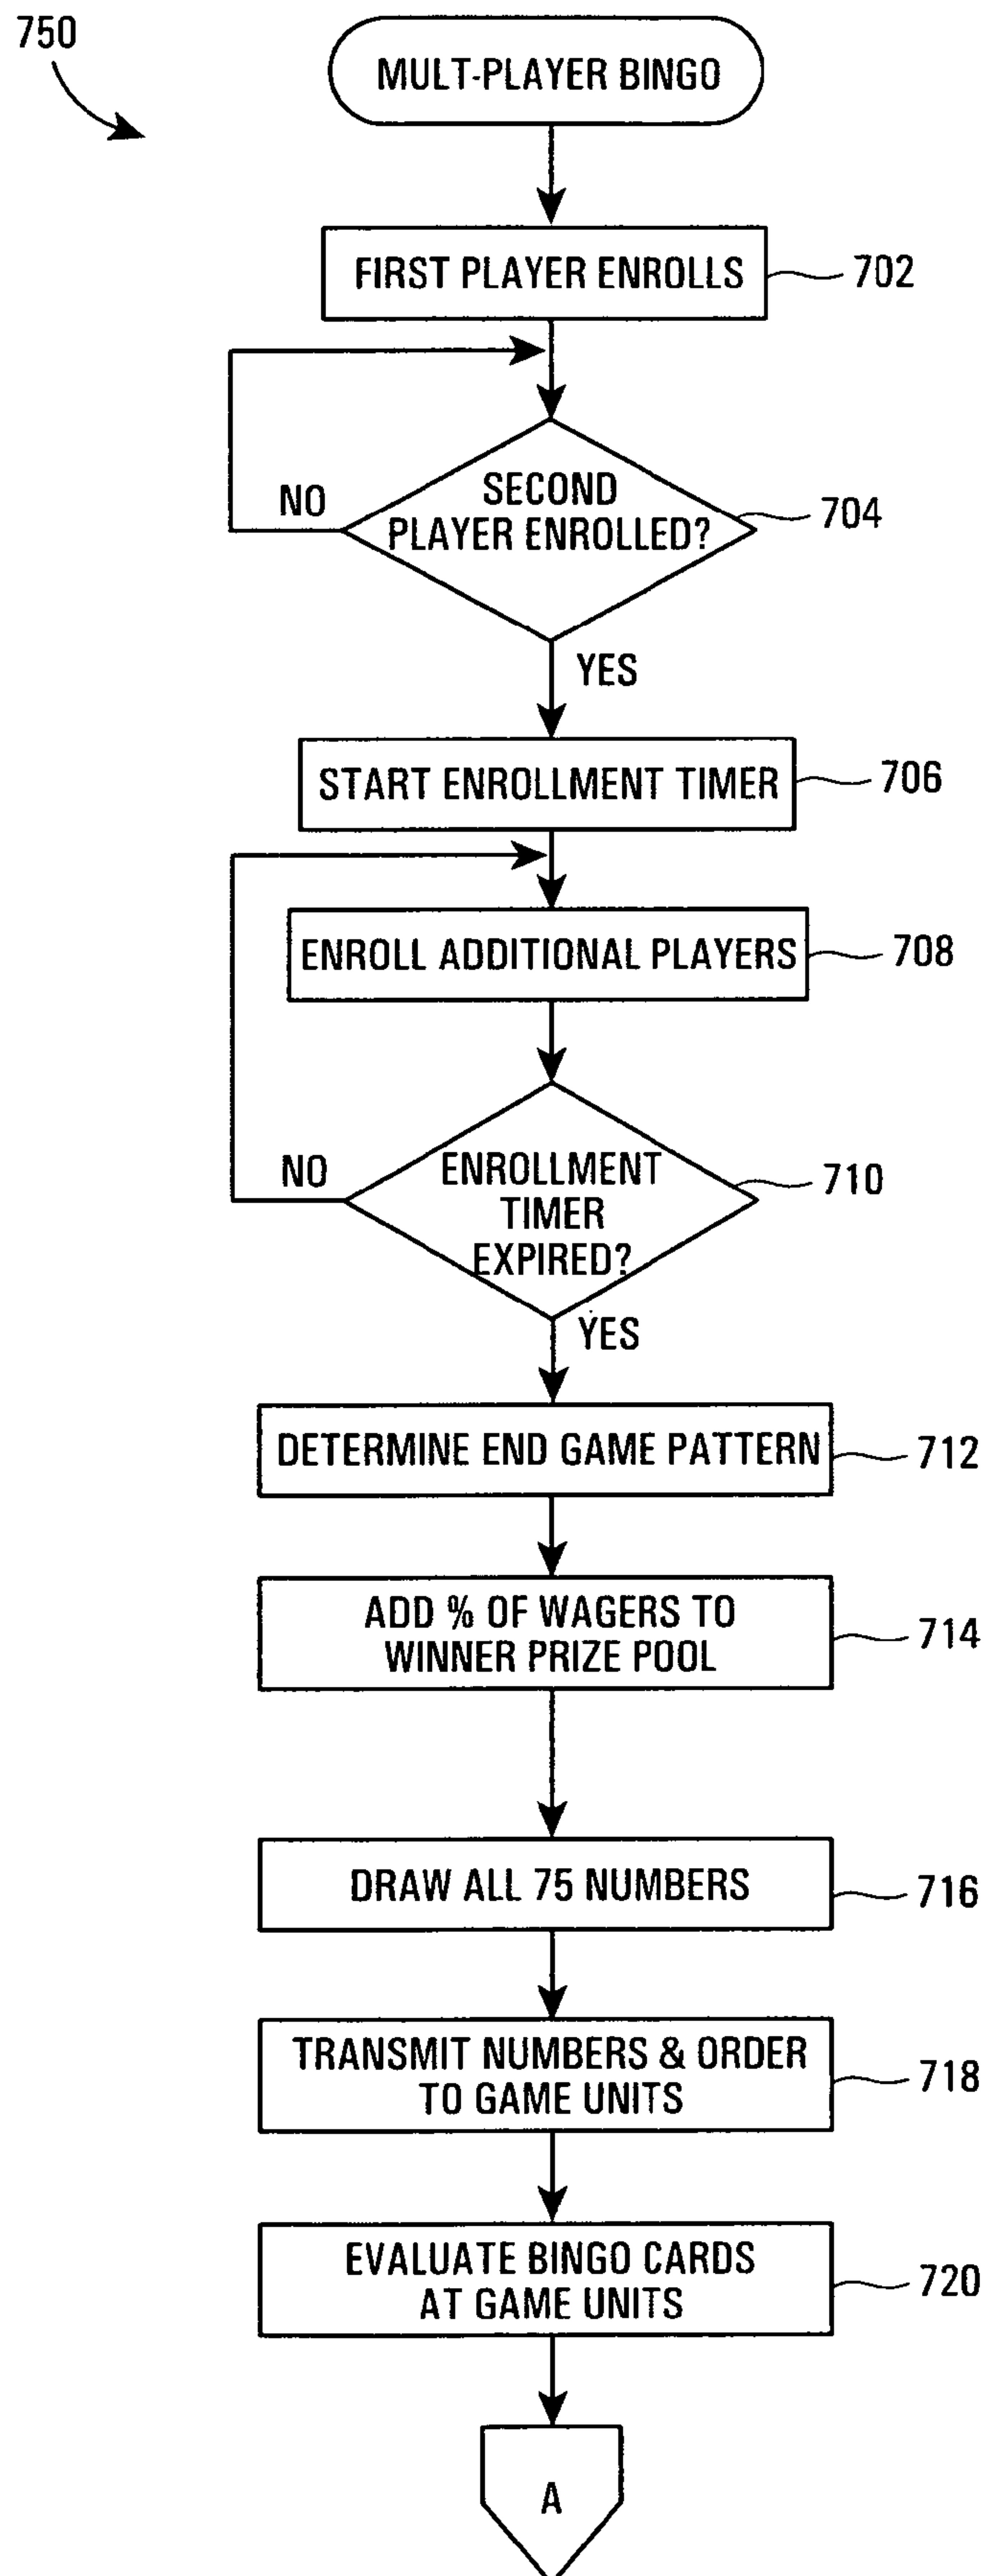 750
MULT-PLAYER BINGO
FIRST PLAYER ENROLLS
702
NO
SECOND
PLAYER ENROLLED?
704
YES
START ENROLLMENT TIMER
706
ENROLL ADDITIONAL PLAYERS
708
NO
ENROLLMENT
TIMER
EXPIRED?
710
YES
DETERMINE END GAME PATTERN
712
ADD % OF WAGERS TO
WINNER PRIZE POOL
714
DRAW ALL 75 NUMBERS
716
TRANSMIT NUMBERS & ORDER
TO GAME UNITS
718
EVALUATE BINGO CARDS
AT GAME UNITS
720
A